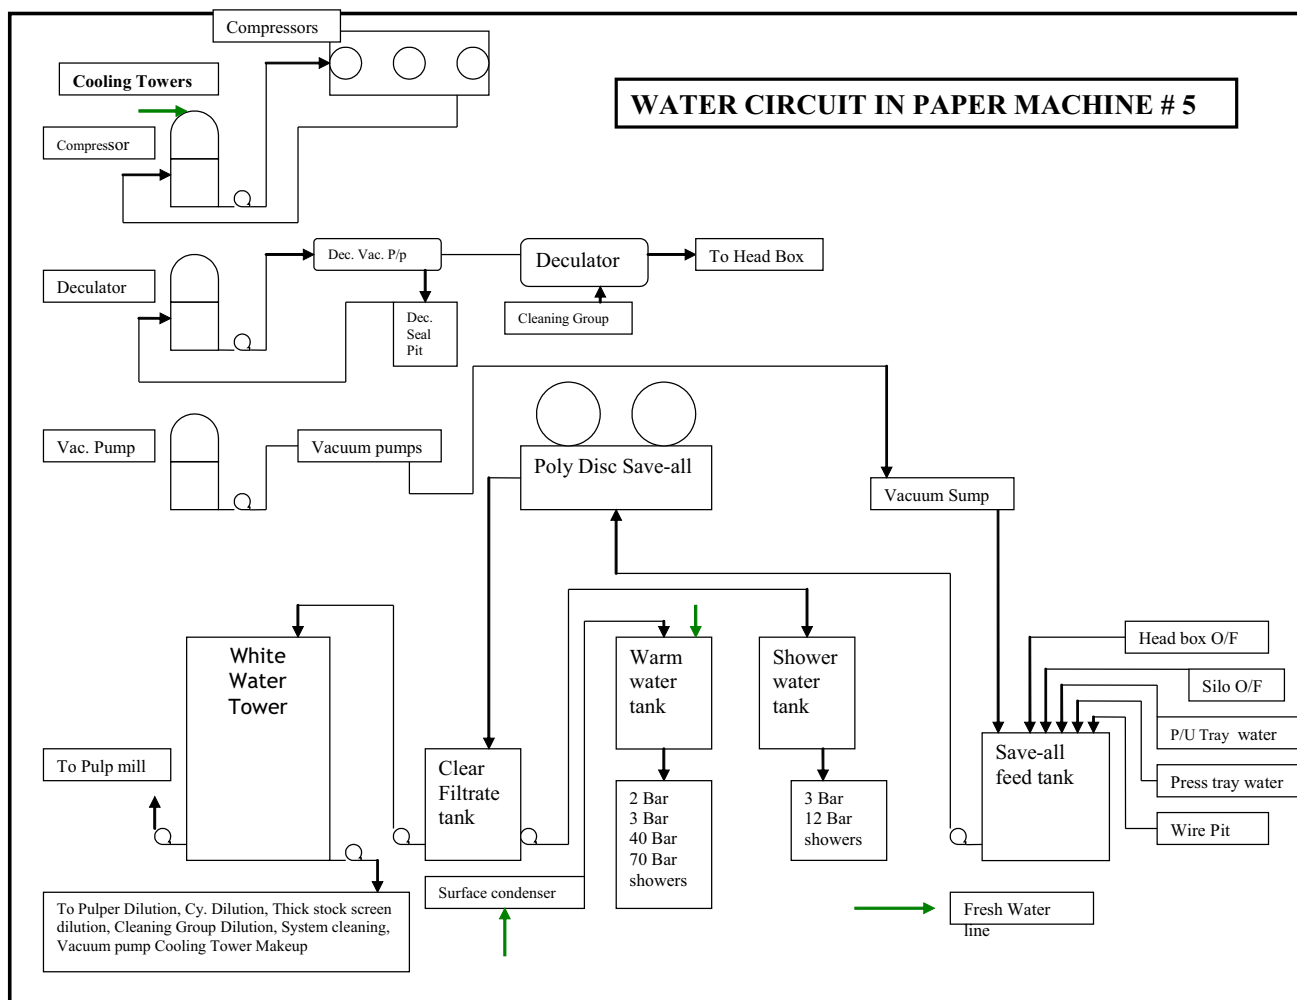 Compressors
Cooling Towers
WATER CIRCUIT IN PAPER MACHINE # 5
Compressor
Dec. Vac. P/p
Deculator
To Head Box
Deculator
Dec.
Seal
Pit
Cleaning Group
Vac. Pump
Vacuum pumps
Poly Disc Save-all
Vacuum Sump
White
Water
Tower
Warm
water
tank
Shower
water
tank
Head box O/F
Silo O/F
P/U Tray water
Press tray water
Wire Pit
Save-all
feed tank
To Pulp mill
Clear
Filtrate
tank
2 Bar
3 Bar
40 Bar
70 Bar
showers
3 Bar
12 Bar
showers
Surface condenser
To Pulper Dilution, Cy. Dilution, Thick stock screen
dilution, Cleaning Group Dilution, System cleaning,
Vacuum pump Cooling Tower Makeup
Fresh Water
line